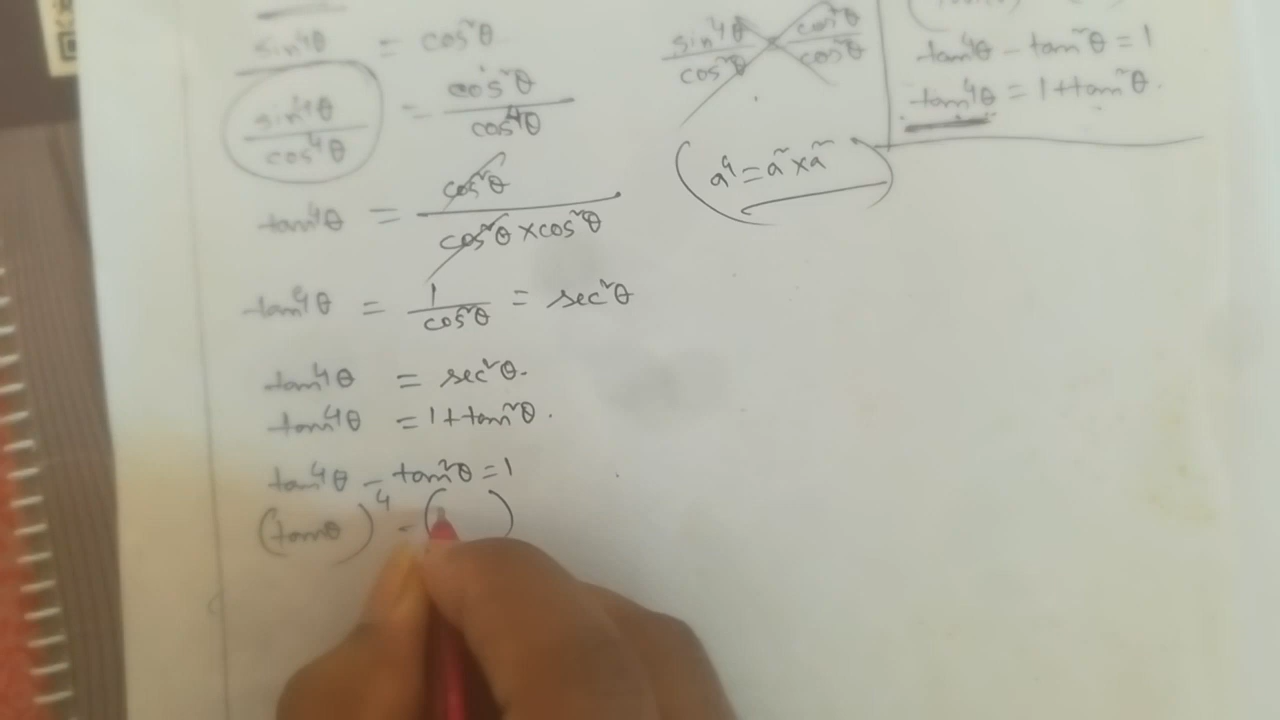 sin⁴θ = cos²θ
sin⁴θ/cos⁴θ = cos²θ/cos⁴θ
tan⁴θ = cos²θ/cos²θ×cos²θ
tan⁴θ = 1/cos²θ = sec²θ
tan⁴θ = sec²θ.
tan⁴θ = 1+tan²θ.
tan⁴θ - tan²θ = 1
(tanθ)⁴ - ( )
sin⁴θ/cos²θ cos²θ/cos²θ
(a⁴ = a²×a²)
tan⁴θ - tan²θ = 1
tan⁴θ = 1+tan²θ.